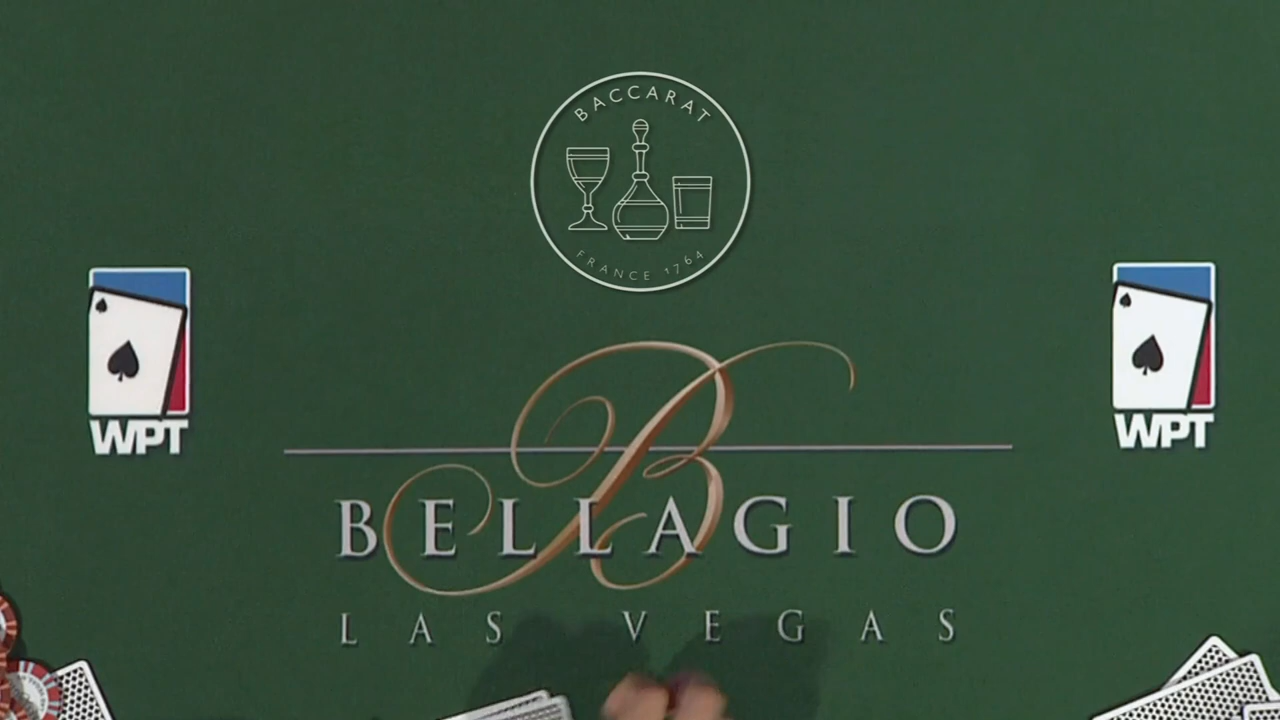 BACCARAT
FRANCE 1764
WPT
WPT
B
BELLAGIO
LAS VEGAS